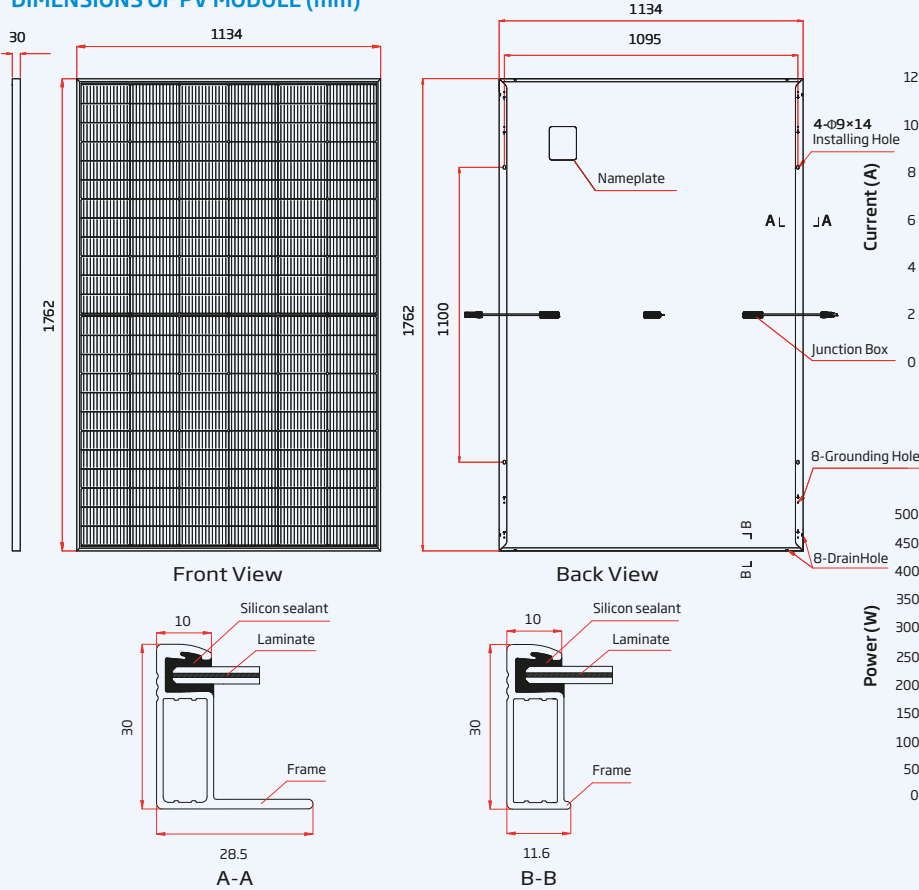 DIMENSIONS OF PV MODULE (mm)
30
1134
1762
Front View
1134
1095
1762
1100
4-Φ9×14
Installing Hole
Nameplate
A
A
Junction Box
8-Grounding Hole
8-DrainHole
B
B
Back View
Current (A)
12
10
8
6
4
2
0
Power (W)
500
450
400
350
300
250
200
150
100
50
0
10
Silicon sealant
Laminate
30
Frame
28.5
A-A
10
Silicon sealant
Laminate
30
Frame
11.6
B-B